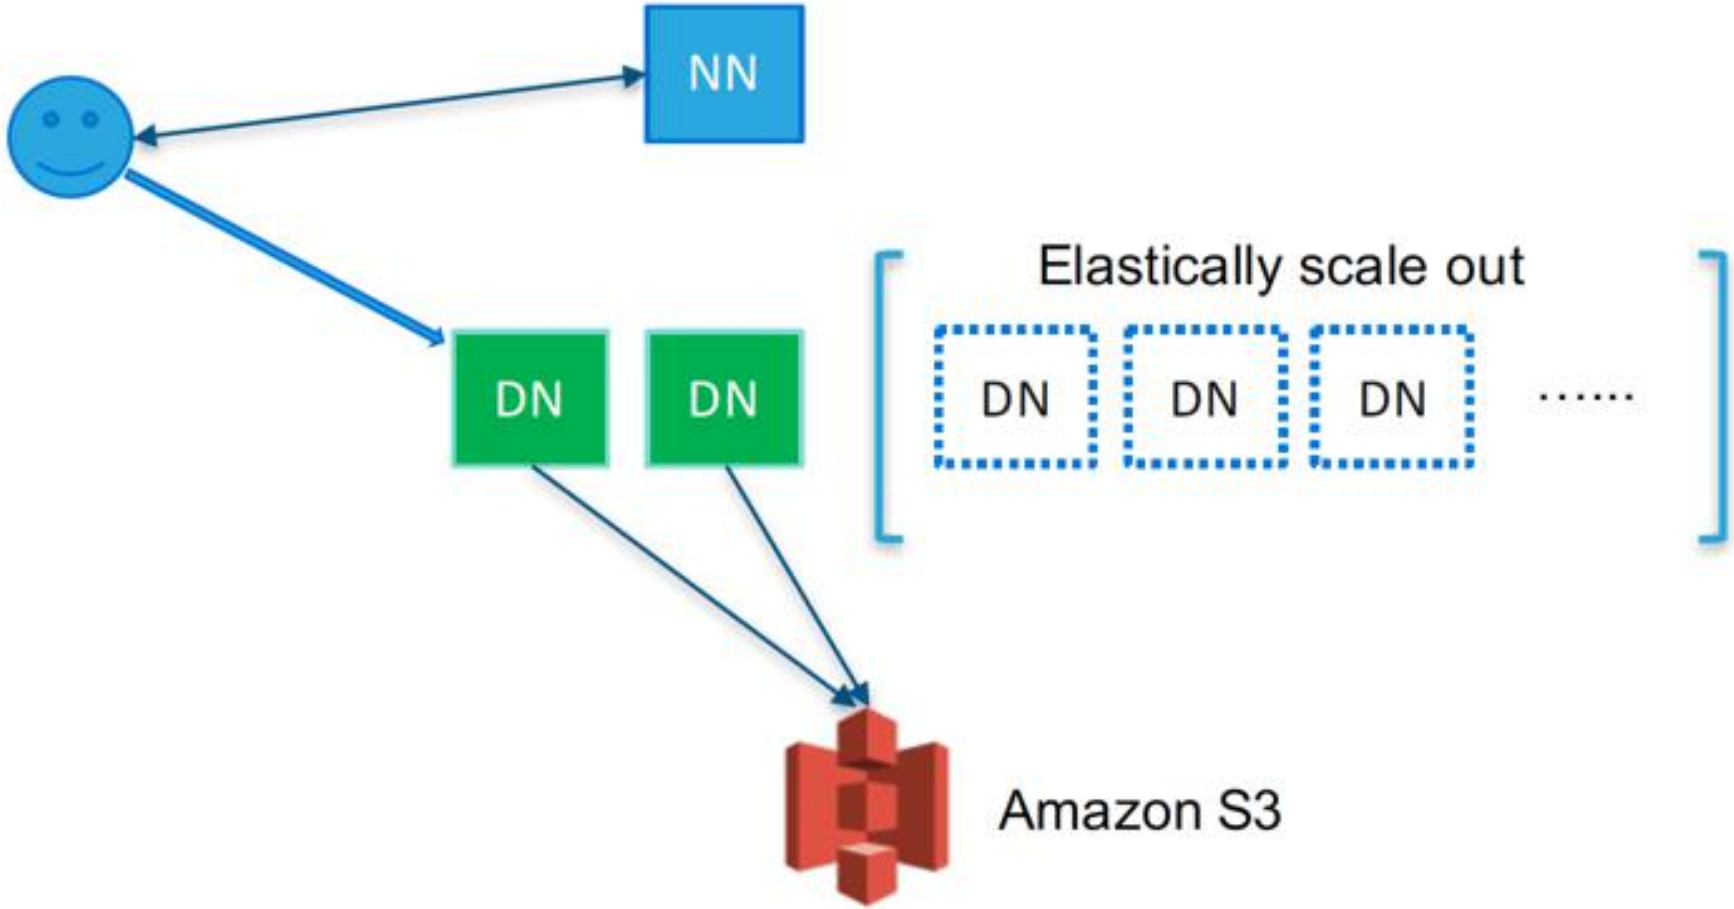 NN
Elastically scale out
DN
DN
DN
DN
DN
......
Amazon S3